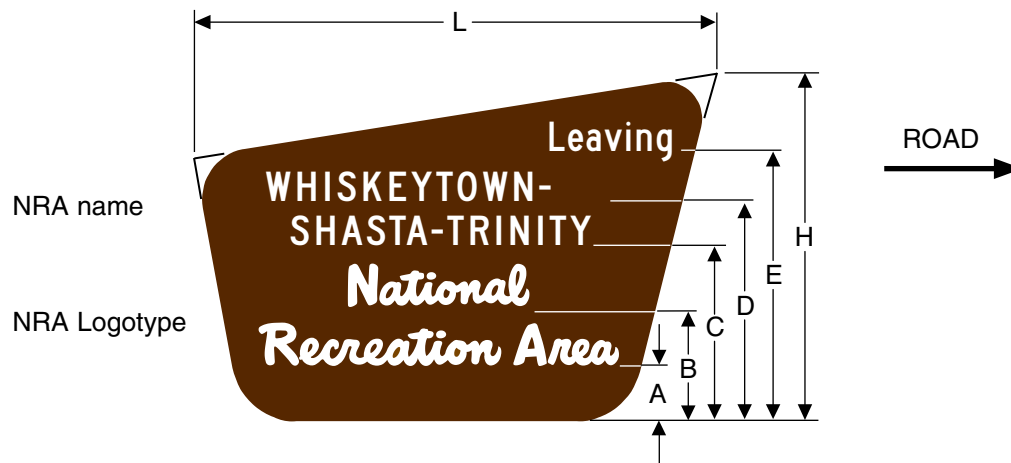 L
Leaving
ROAD
WHISKEYTOWN-
NRA name
SHASTA-TRINITY
H
E
D
National
C
NRA Logotype
Recreation Area
B
A